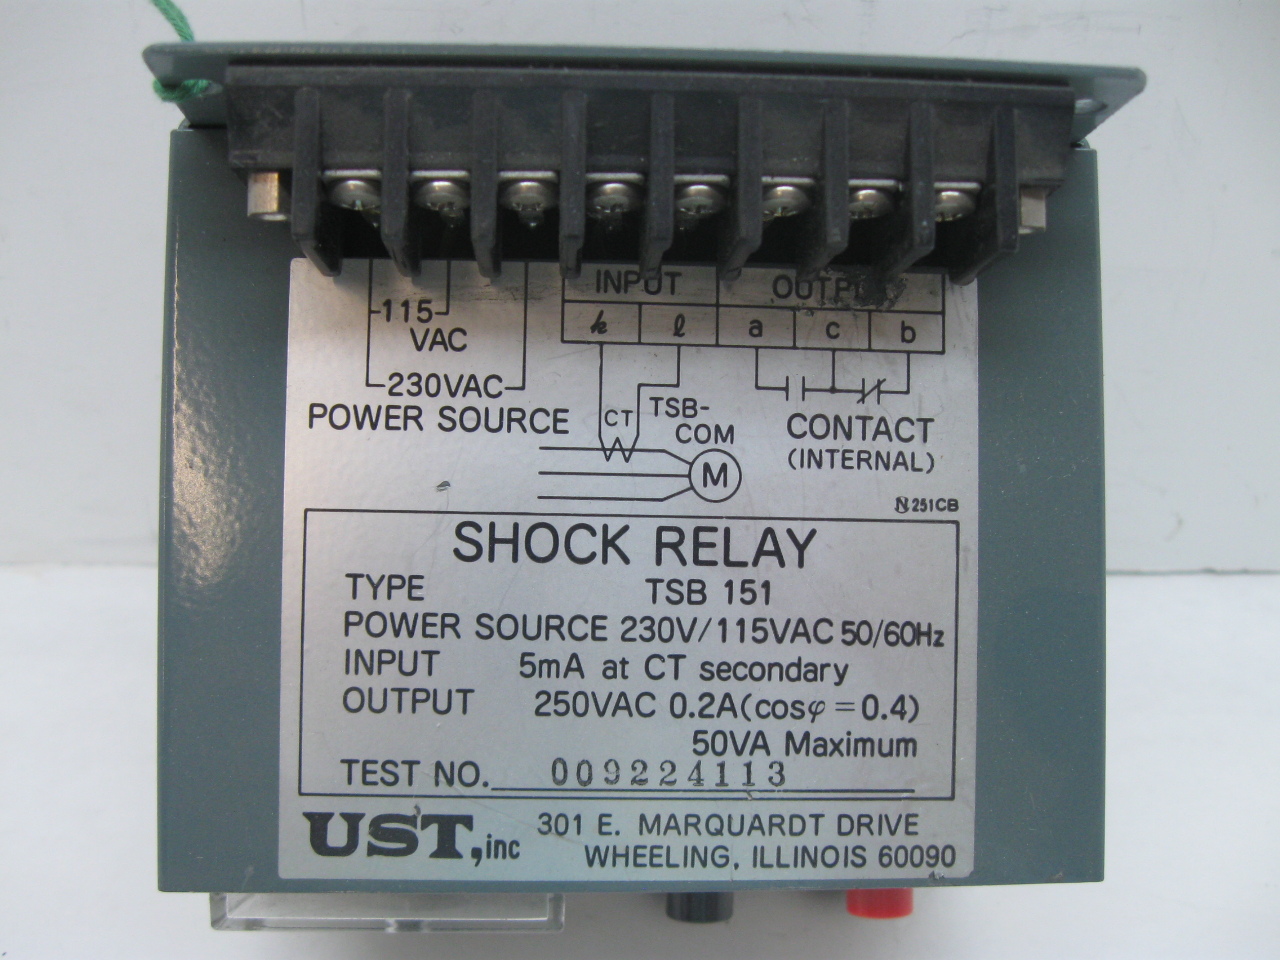 INPUT OUTPUT
k ℓ a c b
115
VAC
230VAC
POWER SOURCE
CT
TSB-
COM
M
CONTACT
(INTERNAL)
251CB
SHOCK RELAY
TYPE TSB 151
POWER SOURCE 230V/115VAC 50/60Hz
INPUT 5mA at CT secondary
OUTPUT 250VAC 0.2A(cosφ=0.4)
50VA Maximum
TEST NO. 009224113
UST,inc 301 E. MARQUARDT DRIVE
WHEELING, ILLINOIS 60090